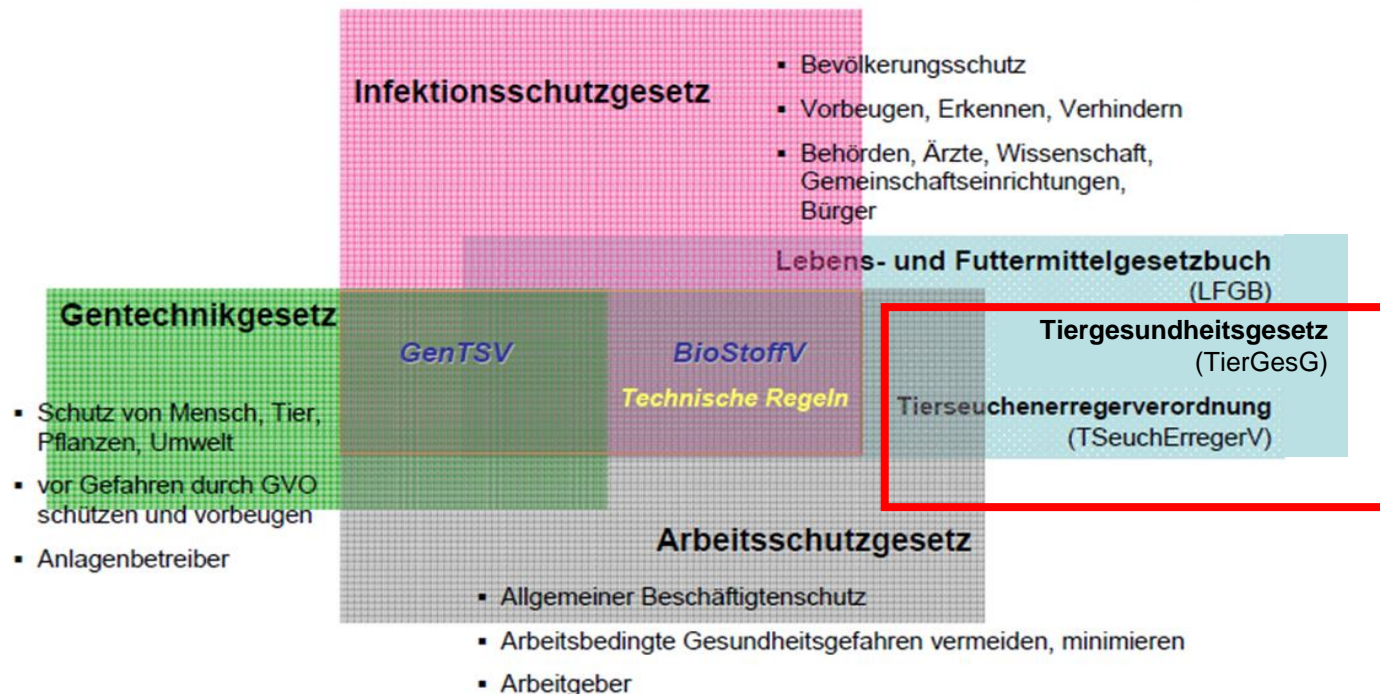 Infektionsschutzgesetz
▪ Bevölkerungsschutz
▪ Vorbeugen, Erkennen, Verhindern
▪ Behörden, Ärzte, Wissenschaft,
Gemeinschaftseinrichtungen,
Bürger
Lebens- und Futtermittelgesetzbuch
(LFGB)
Gentechnikgesetz
GenTSV
BioStoffV
Technische Regeln
Tiergesundheitsgesetz
(TierGesG)
Tierseuchenerregerverordnung
(TSeuchErregerV)
▪ Schutz von Mensch, Tier,
Pflanzen, Umwelt
▪ vor Gefahren durch GVO
schützen und vorbeugen
▪ Anlagenbetreiber
Arbeitsschutzgesetz
▪ Allgemeiner Beschäftigtenschutz
▪ Arbeitsbedingte Gesundheitsgefahren vermeiden, minimieren
▪ Arbeitgeber